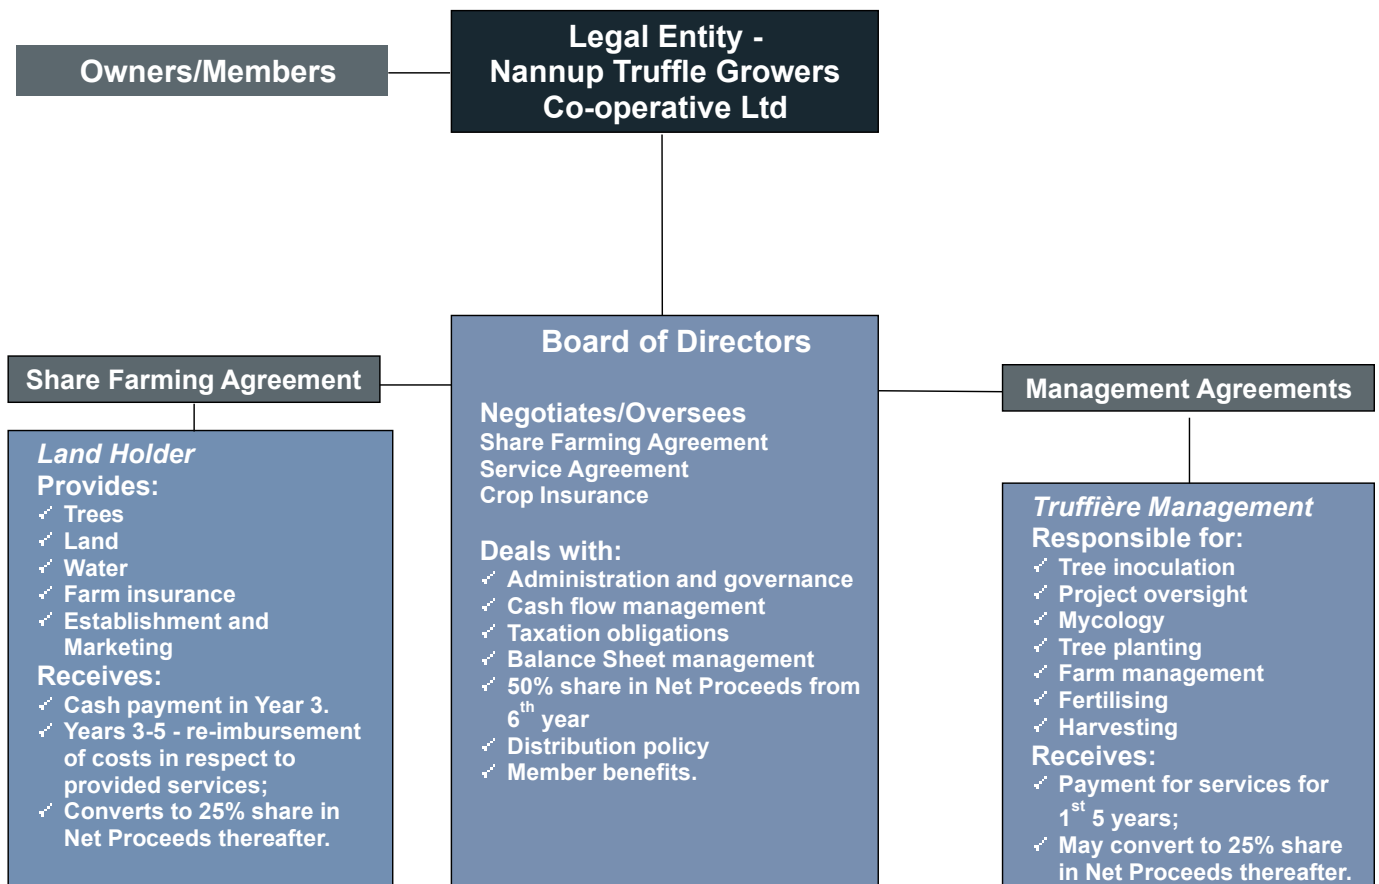 Owners/Members
Legal Entity -
Nannup Truffle Growers
Co-operative Ltd
Share Farming Agreement
Land Holder
Provides:
✓ Trees
✓ Land
✓ Water
✓ Farm insurance
✓ Establishment and
Marketing
Receives:
✓ Cash payment in Year 3.
✓ Years 3-5 - re-imbursement
of costs in respect to
provided services;
✓ Converts to 25% share in
Net Proceeds thereafter.
Board of Directors
Negotiates/Oversees
Share Farming Agreement
Service Agreement
Crop Insurance
Deals with:
✓ Administration and governance
✓ Cash flow management
✓ Taxation obligations
✓ Balance Sheet management
✓ 50% share in Net Proceeds from
6th year
✓ Distribution policy
✓ Member benefits.
Management Agreements
Truffière Management
Responsible for:
✓ Tree inoculation
✓ Project oversight
✓ Mycology
✓ Tree planting
✓ Farm management
✓ Fertilising
✓ Harvesting
Receives:
✓ Payment for services for
1st 5 years;
✓ May convert to 25% share
in Net Proceeds thereafter.